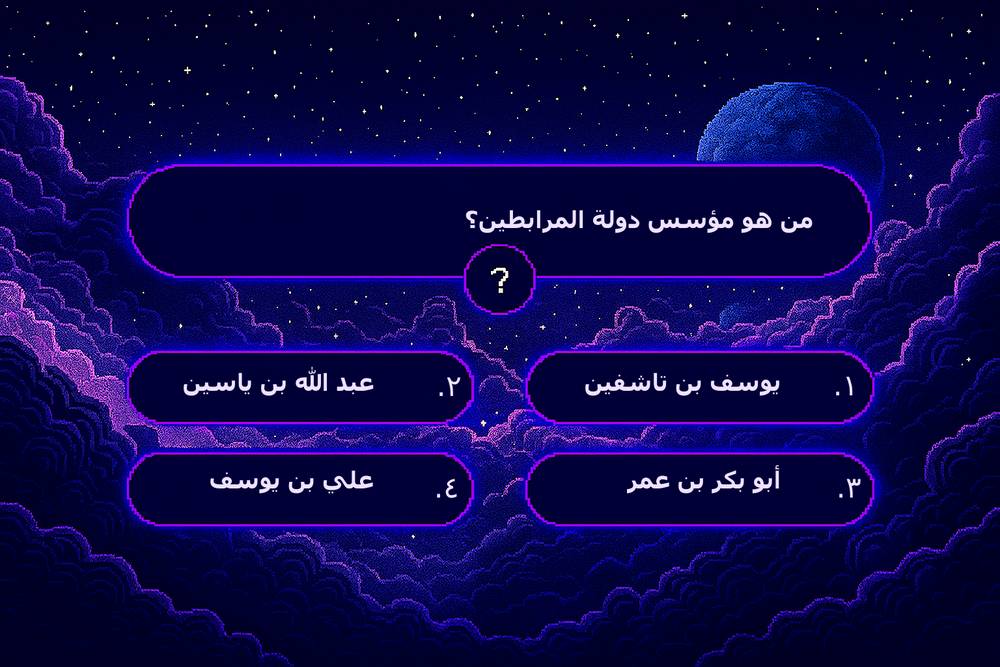 من هو مؤسس دولة المرابطين؟
?
١. يوسف بن تاشفين
٢. عبد الله بن ياسين
٣. أبو بكر بن عمر
٤. علي بن يوسف